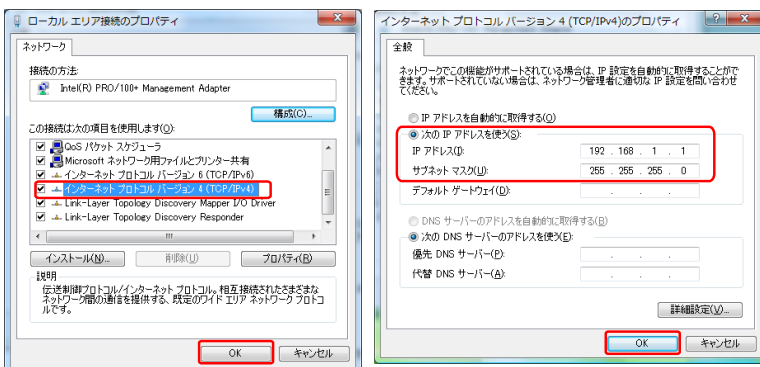 ローカル エリア接続のプロパティ
ネットワーク
接続の方法:
Intel(R) PRO/100+ Management Adapter
構成(C)...
この接続は次の項目を使用します(O):
QoS パケット スケジューラ
Microsoft ネットワーク用ファイルとプリンター共有
インターネット プロトコル バージョン 6 (TCP/IPv6)
インターネット プロトコル バージョン 4 (TCP/IPv4)
Link-Layer Topology Discovery Mapper I/O Driver
Link-Layer Topology Discovery Responder
インストール(N)... 削除(U) プロパティ(R)
説明
伝送制御プロトコル/インターネット プロトコル。相互接続されたさまざまな
ネットワーク間の通信を提供する、既定のワイド エリア ネットワーク プロトコ
ルです。
OK キャンセル
インターネット プロトコル バージョン 4 (TCP/IPv4)のプロパティ
全般
ネットワークでこの機能がサポートされている場合は、IP 設定を自動的に取得することがで
きます。サポートされていない場合は、ネットワーク管理者に適切な IP 設定を問い合わせ
てください。
IP アドレスを自動的に取得する(O)
次の IP アドレスを使う(S):
IP アドレス(I): 192 . 168 . 1 . 1
サブネット マスク(U): 255 . 255 . 255 . 0
デフォルト ゲートウェイ(D): . . .
DNS サーバーのアドレスを自動的に取得する(B)
次の DNS サーバーのアドレスを使う(E):
優先 DNS サーバー(P): . . .
代替 DNS サーバー(A): . . .
詳細設定(V)...
OK キャンセル